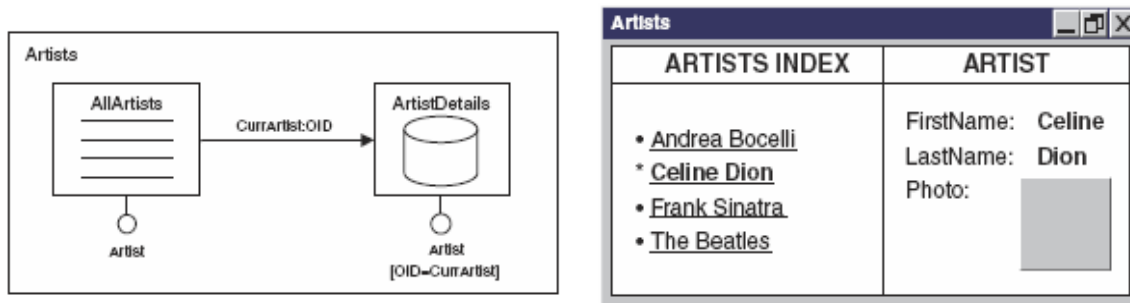 Artists
AllArtists
CurrArtist:OID
ArtistDetails
Artist
Artist
[OID=CurrArtist]
Artists
ARTISTS INDEX
ARTIST
• Andrea Bocelli
* Celine Dion
• Frank Sinatra
• The Beatles
FirstName: Celine
LastName: Dion
Photo: